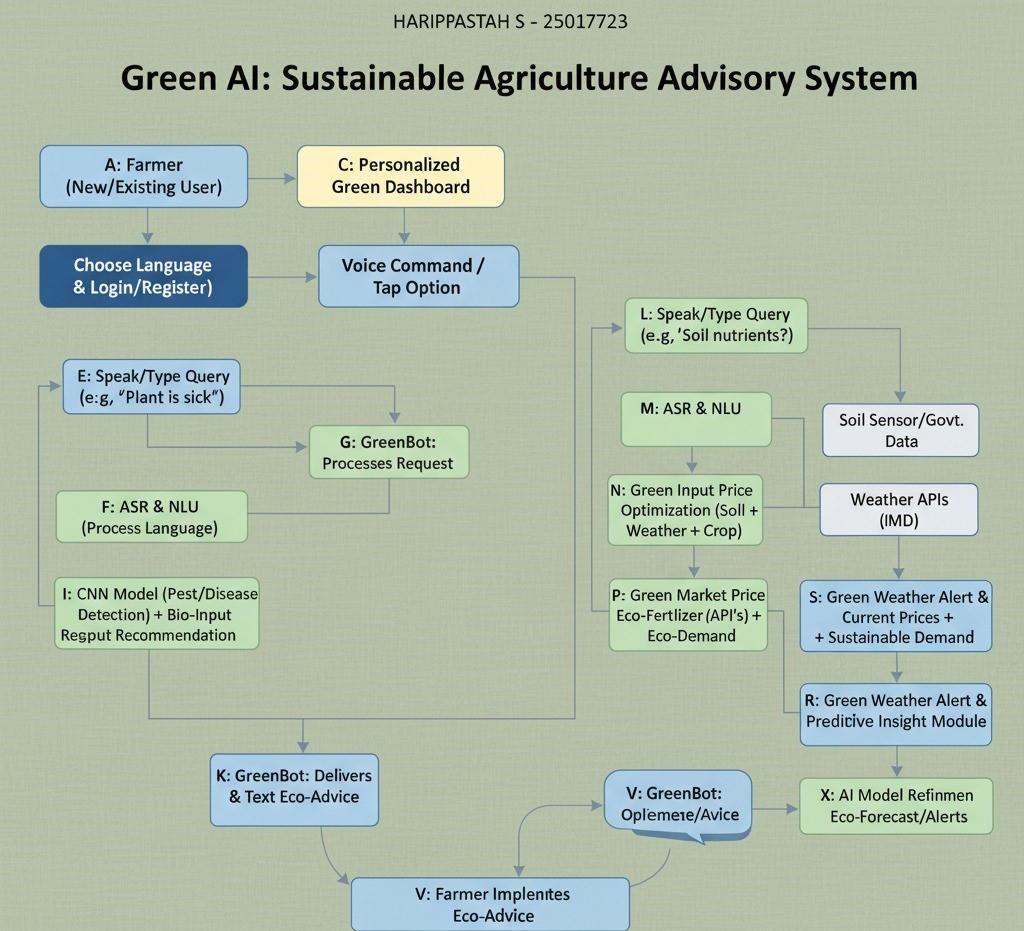 HARIPPASTAH S - 25017723
Green AI: Sustainable Agriculture Advisory System
A: Farmer
(New/Existing User)
C: Personalized
Green Dashboard
Choose Language
& Login/Register)
Voice Command /
Tap Option
L: Speak/Type Query
(e.g, 'Soil nutrients?)
E: Speak/Type Query
(e:g, "Plant is sick")
M: ASR & NLU
Soil Sensor/Govt.
Data
G: GreenBot:
Processes Request
N: Green Input Price
Optimization (Soll +
Weather + Crop)
Weather APIs
(IMD)
F: ASR & NLU
(Process Language)
I: CNN Model (Pest/Disease
Detection) + Bio-Input
Recommendation
P: Green Market Price
Eco-Fertlizer (API's) +
Eco-Demand
S: Green Weather Alert &
Current Prices +
+ Sustainable Demand
R: Green Weather Alert &
Insight Module
K: GreenBot: Delivers
& Text Eco-Advice
V: GreenBot:
X: AI Model Refinmen
Eco-Forecast/Alerts
V: Farmer Implenites
Eco-Advice